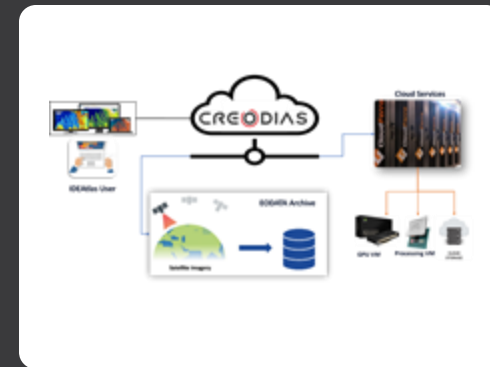 CREODIAS
Cloud Services
IDEAtlas User
EODATA Archive
Satellite Imagery
GPU VM
Processing VM